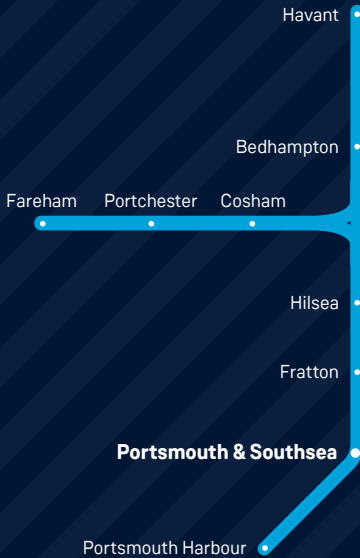 Havant
Bedhampton
Fareham Portchester Cosham
Hilsea
Fratton
Portsmouth & Southsea
Portsmouth Harbour